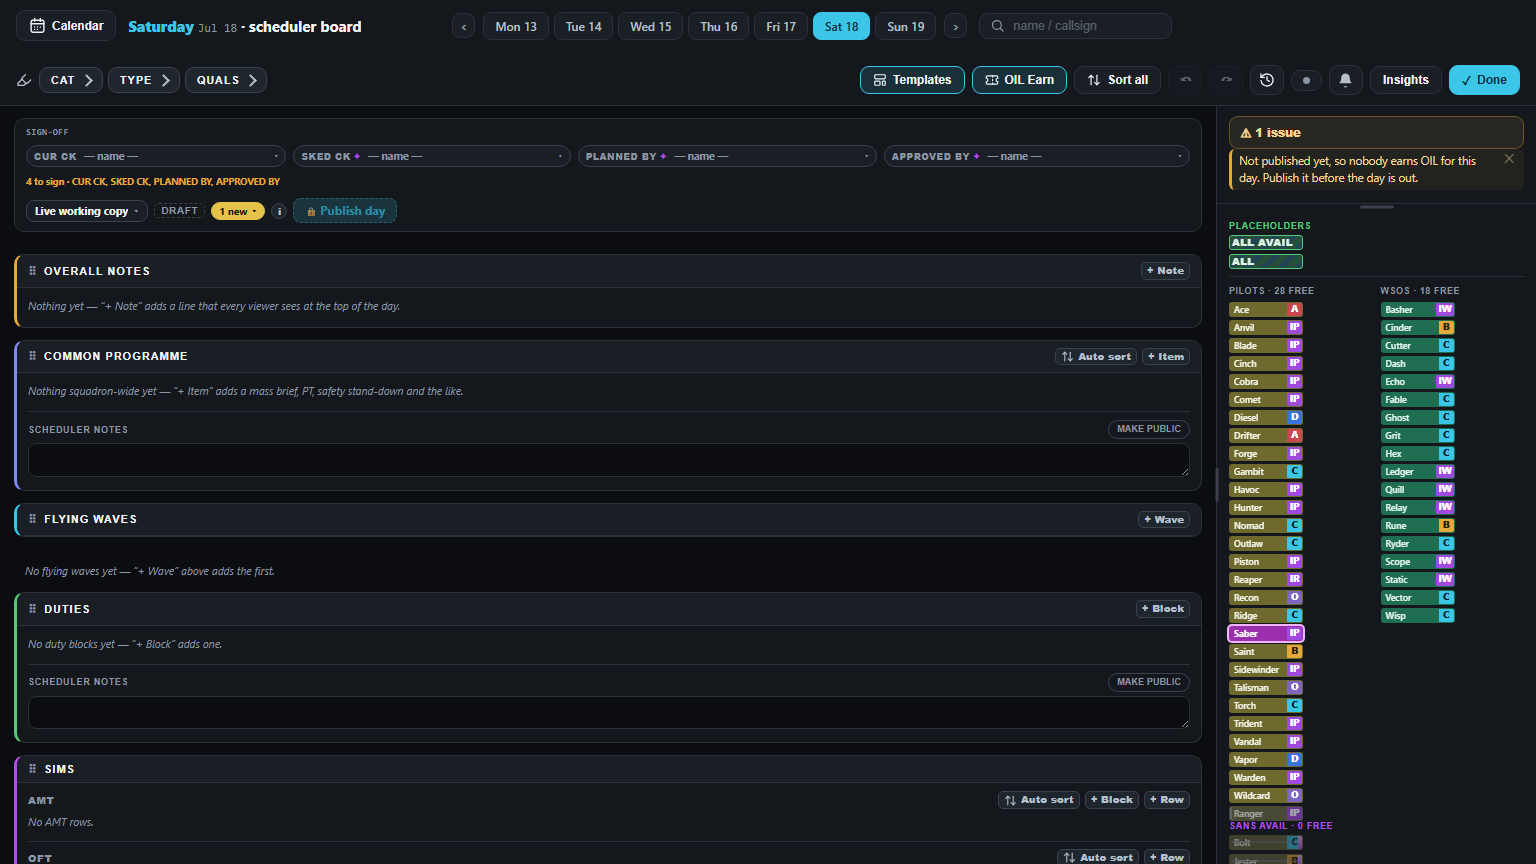 Calendar
Saturday Jul 18 · scheduler board
‹ Mon 13 Tue 14 Wed 15 Thu 16 Fri 17 Sat 18 Sun 19 ›
name / callsign
CAT TYPE QUALS
Templates OIL Earn Sort all Insights ✓ Done
SIGN-OFF
CUR CK — name —
SKED CK ✦ — name —
PLANNED BY ✦ — name —
APPROVED BY ✦ — name —
4 to sign · CUR CK, SKED CK, PLANNED BY, APPROVED BY
Live working copy DRAFT 1 new i Publish day
OVERALL NOTES + Note
Nothing yet — "+ Note" adds a line that every viewer sees at the top of the day.
COMMON PROGRAMME Auto sort + Item
Nothing squadron-wide yet — "+ Item" adds a mass brief, PT, safety stand-down and the like.
SCHEDULER NOTES MAKE PUBLIC
FLYING WAVES + Wave
No flying waves yet — "+ Wave" above adds the first.
DUTIES + Block
No duty blocks yet — "+ Block" adds one.
SCHEDULER NOTES MAKE PUBLIC
SIMS
AMT Auto sort + Block + Row
No AMT rows.
OFT Auto sort + Row
⚠ 1 issue
Not published yet, so nobody earns OIL for this
day. Publish it before the day is out.
PLACEHOLDERS
ALL AVAIL
ALL
PILOTS · 28 FREE
Ace A
Anvil IP
Blade IP
Cinch IP
Cobra IP
Comet IP
Diesel D
Drifter A
Forge IP
Gambit C
Havoc IP
Hunter IP
Nomad C
Outlaw C
Piston IP
Reaper IR
Recon O
Ridge C
Saber IP
Saint B
Sidewinder IP
Talisman O
Torch C
Trident IP
Vandal IP
Vapor D
Warden IP
Wildcard O
Ranger IP
WSOS · 18 FREE
Basher IW
Cinder B
Cutter C
Dash C
Echo IW
Fable C
Ghost C
Grit C
Hex C
Ledger IW
Quill IW
Relay IW
Rune B
Ryder C
Scope IW
Static IW
Vector C
Wisp C
SANS AVAIL · 0 FREE
Bolt C
Jester B